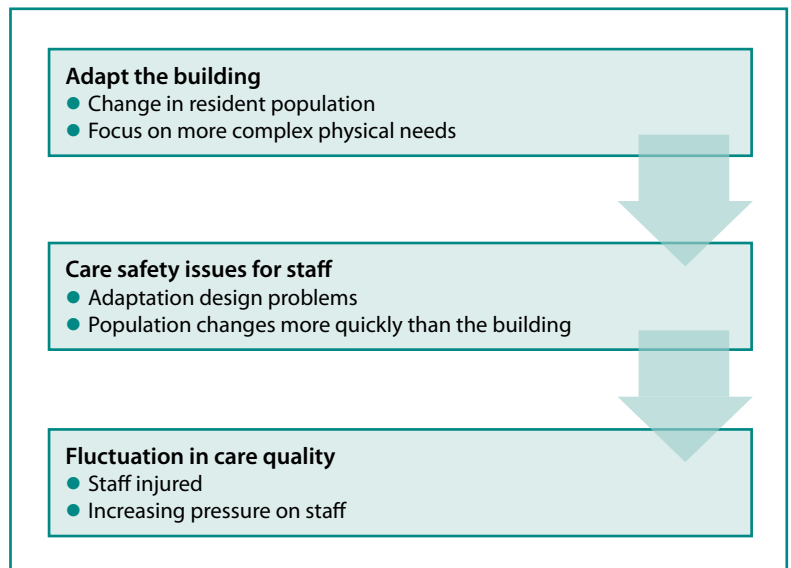 Adapt the building
● Change in resident population
● Focus on more complex physical needs
Care safety issues for staff
● Adaptation design problems
● Population changes more quickly than the building
Fluctuation in care quality
● Staff injured
● Increasing pressure on staff